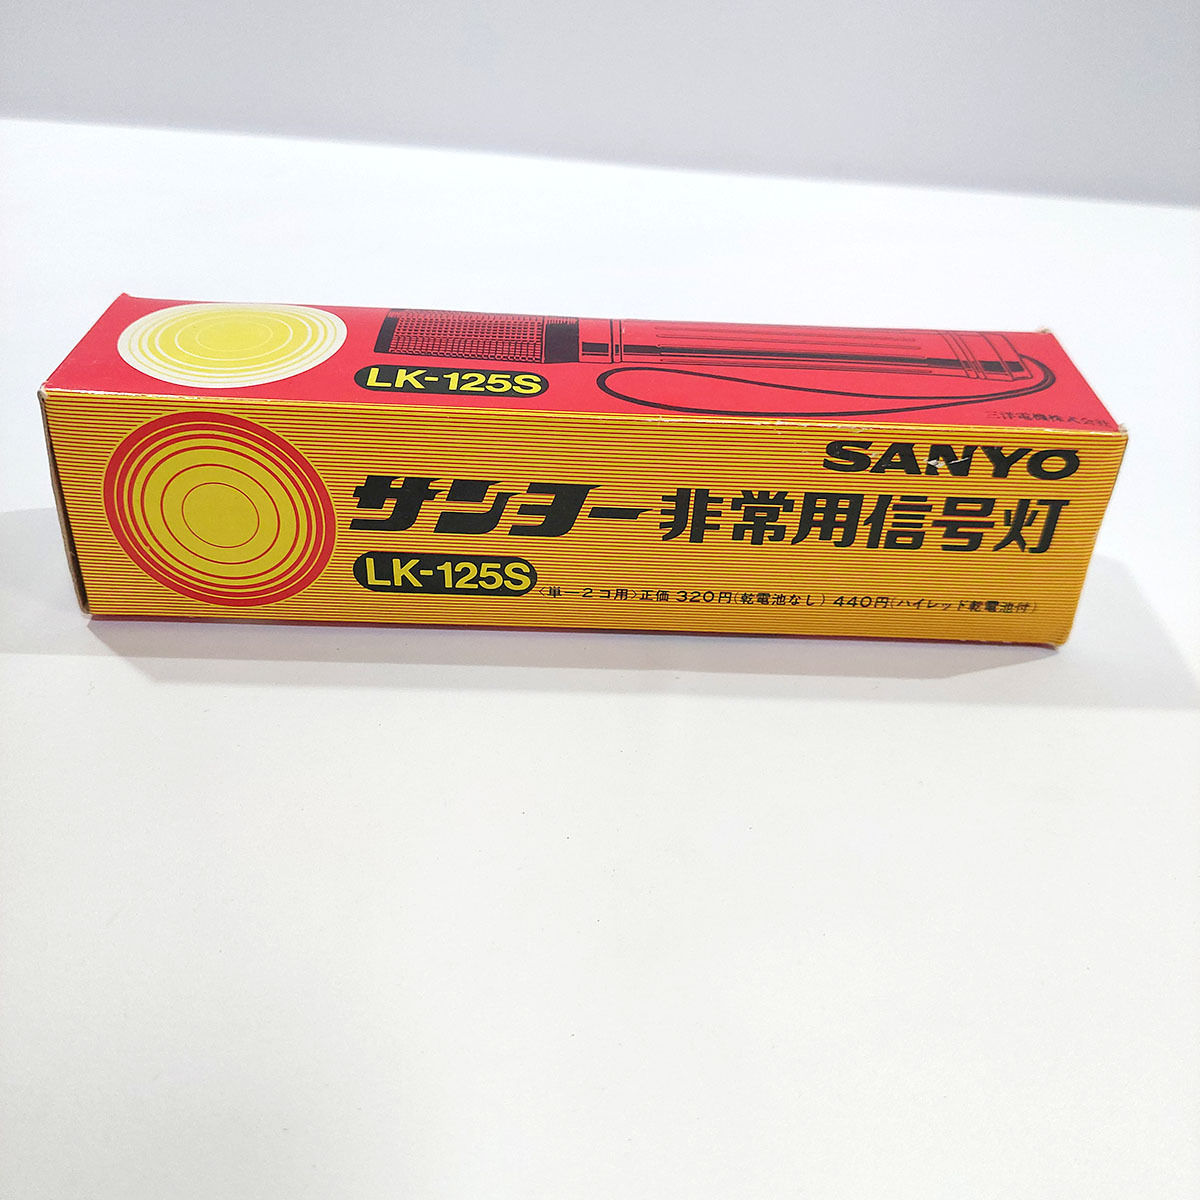 LK-125S
三洋電機株式会社
SANYO
サンヨー非常用信号灯
LK-125S
〈単一2コ用〉正価 320円(乾電池なし) 440円(ハイレッド乾電池付)